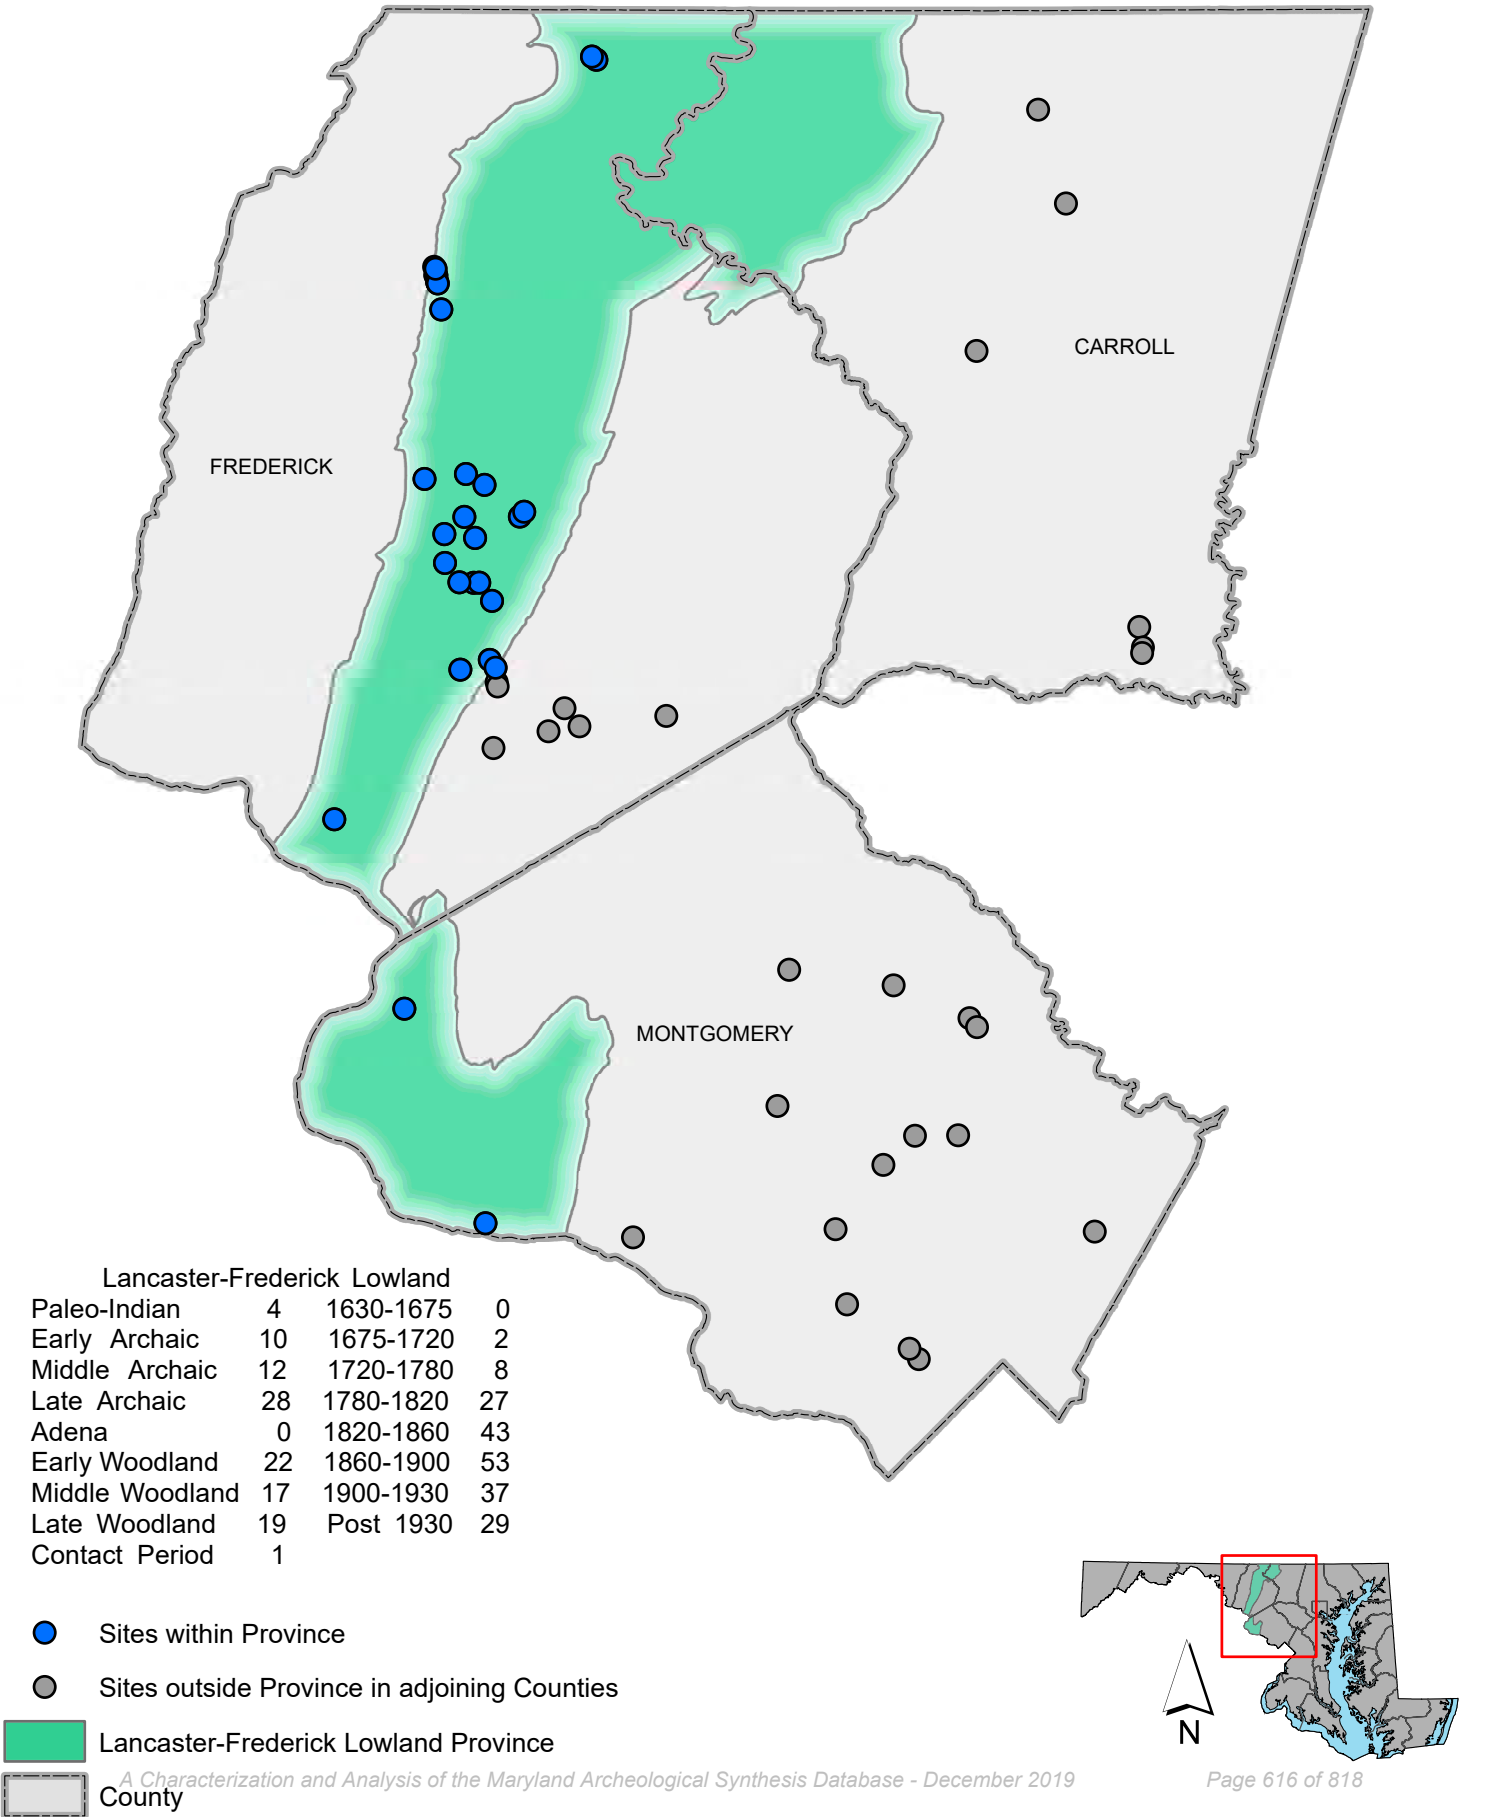 CARROLL
FREDERICK
MONTGOMERY
Lancaster-Frederick Lowland
Paleo-Indian 4 1630-1675 0
Early Archaic 10 1675-1720 2
Middle Archaic 12 1720-1780 8
Late Archaic 28 1780-1820 27
Adena 0 1820-1860 43
Early Woodland 22 1860-1900 53
Middle Woodland 17 1900-1930 37
Late Woodland 19 Post 1930 29
Contact Period 1
Sites within Province
Sites outside Province in adjoining Counties
Lancaster-Frederick Lowland Province
County
N
A Characterization and Analysis of the Maryland Archeological Synthesis Database - December 2019 Page 616 of 818